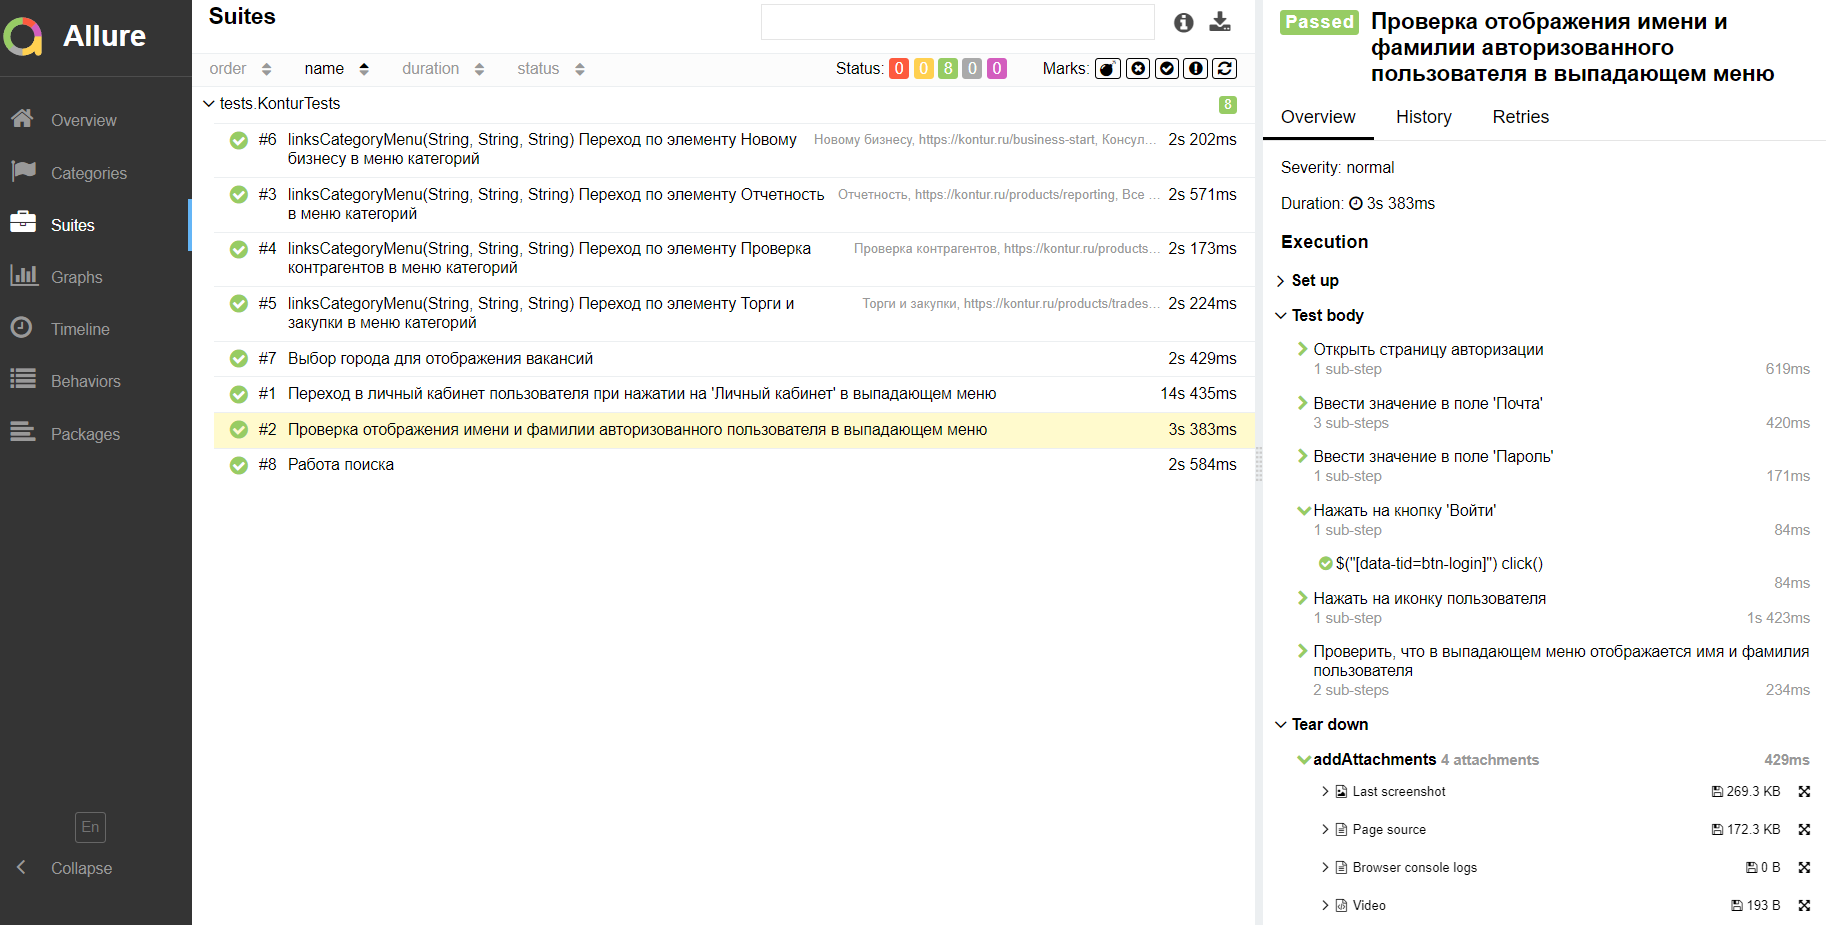 Allure
Overview
Categories
Suites
Graphs
Timeline
Behaviors
Packages
En
Collapse
Suites
order name duration status Status: 0 0 8 0 0 Marks:
tests.KonturTests 8
#6 linksCategoryMenu(String, String, String) Переход по элементу Новому Новому бизнесу, https://kontur.ru/business-start, Консул... 2s 202ms
бизнесу в меню категорий
#3 linksCategoryMenu(String, String, String) Переход по элементу Отчетность Отчетность, https://kontur.ru/products/reporting, Все ... 2s 571ms
в меню категорий
#4 linksCategoryMenu(String, String, String) Переход по элементу Проверка Проверка контрагентов, https://kontur.ru/products... 2s 173ms
контрагентов в меню категорий
#5 linksCategoryMenu(String, String, String) Переход по элементу Торги и Торги и закупки, https://kontur.ru/products/trades... 2s 224ms
закупки в меню категорий
#7 Выбор города для отображения вакансий 2s 429ms
#1 Переход в личный кабинет пользователя при нажатии на 'Личный кабинет' в выпадающем меню 14s 435ms
#2 Проверка отображения имени и фамилии авторизованного пользователя в выпадающем меню 3s 383ms
#8 Работа поиска 2s 584ms
Passed Проверка отображения имени и
фамилии авторизованного
пользователя в выпадающем меню
Overview History Retries
Severity: normal
Duration: 3s 383ms
Execution
Set up
Test body
Открыть страницу авторизации
1 sub-step 619ms
Ввести значение в поле 'Почта'
3 sub-steps 420ms
Ввести значение в поле 'Пароль'
1 sub-step 171ms
Нажать на кнопку 'Войти'
1 sub-step 84ms
$("[data-tid=btn-login]") click()
84ms
Нажать на иконку пользователя
1 sub-step 1s 423ms
Проверить, что в выпадающем меню отображается имя и фамилия
пользователя
2 sub-steps 234ms
Tear down
addAttachments 4 attachments 429ms
Last screenshot 269.3 KB
Page source 172.3 KB
Browser console logs 0 B
Video 193 B